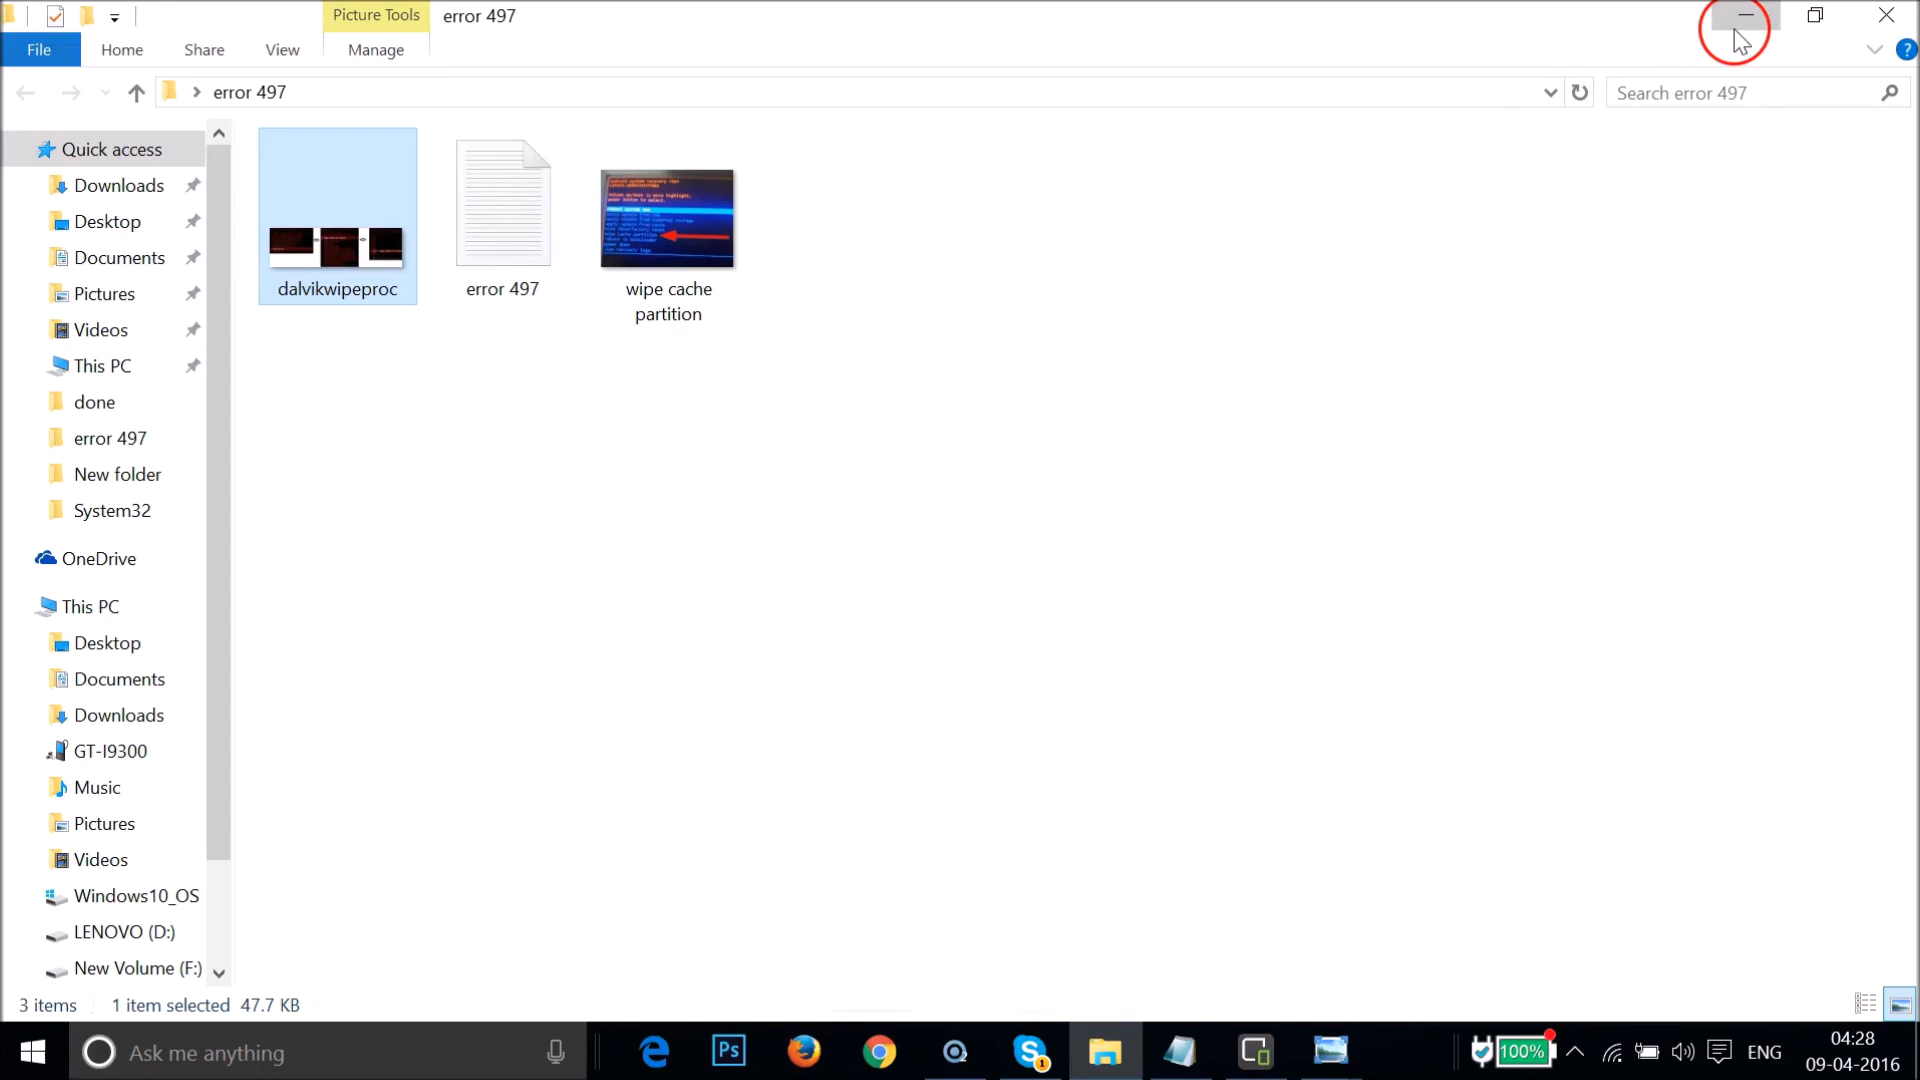 Picture Tools
error 497
File
Home
Share
View
Manage
error 497
Search error 497
Quick access
Downloads
Desktop
Documents
Pictures
Videos
This PC
done
error 497
New folder
System32
OneDrive
This PC
Desktop
Documents
Downloads
GT-I9300
Music
Pictures
Videos
Windows10_OS
LENOVO (D:)
New Volume (F:)
dalvikwipeproc
error 497
wipe cache
partition
3 items
1 item selected 47.7 KB
Ask me anything
Ps
1
100%
ENG
04:28
09-04-2016